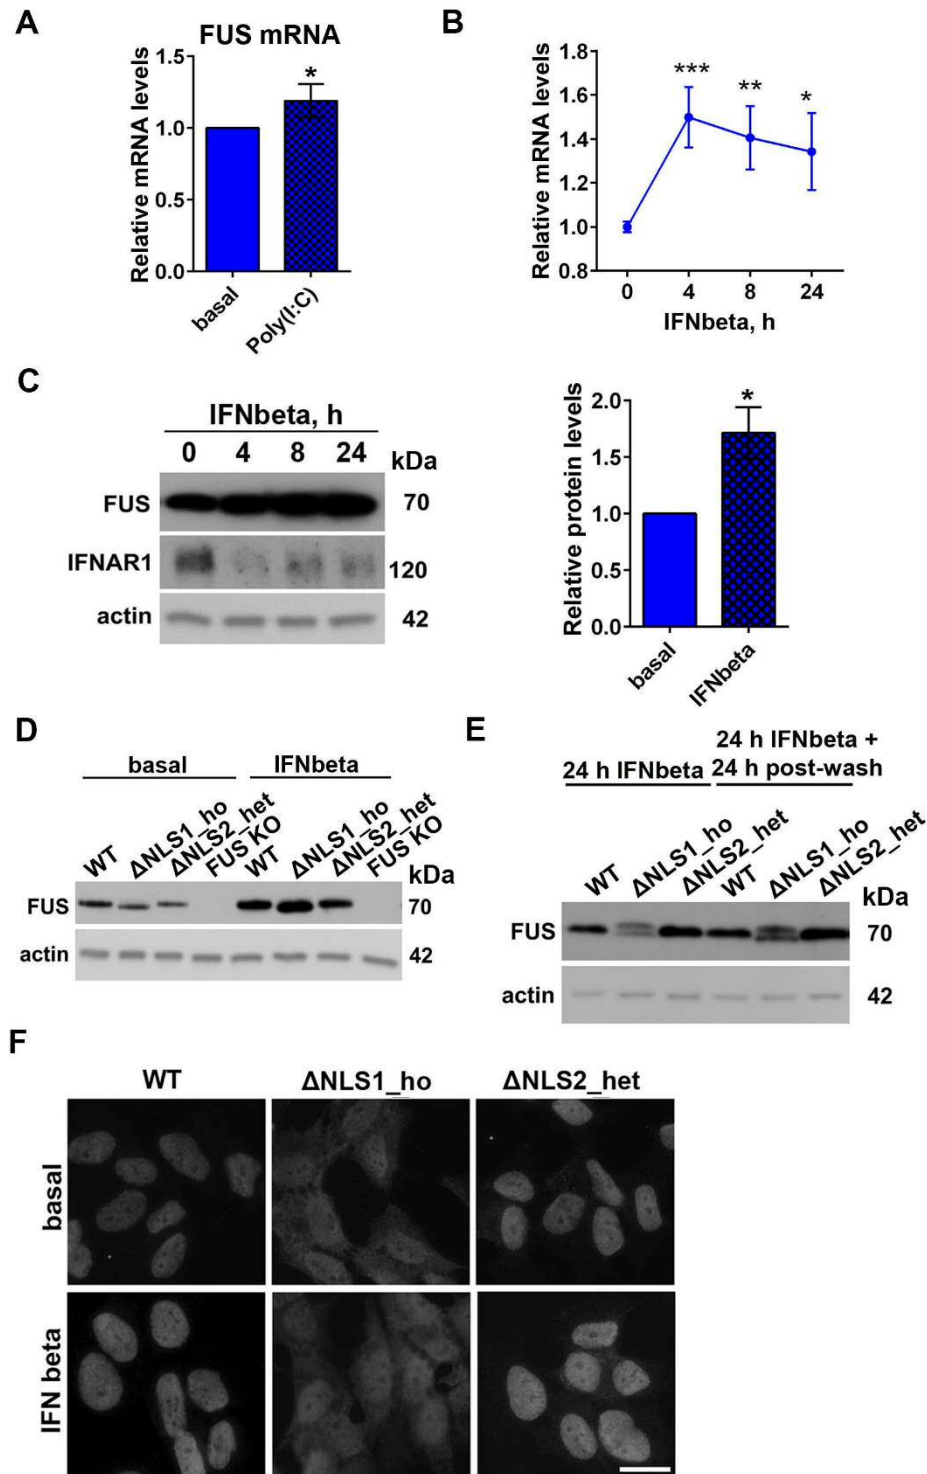 A
FUS mRNA
Relative mRNA levels
1.5
1.0
0.5
0.0
*
basal
Poly(I:C)
B
Relative mRNA levels
1.8
1.6
1.4
1.2
1.0
0.8
*** ** *
0 4 8 24
IFNbeta, h
C
IFNbeta, h
0 4 8 24
kDa
FUS 70
IFNAR1 120
actin 42
Relative protein levels
2.0
1.5
1.0
0.5
0.0
*
basal
IFNbeta
D
basal IFNbeta
WT ΔNLS1_ho ΔNLS2_het FUS KO WT ΔNLS1_ho ΔNLS2_het FUS KO
kDa
FUS 70
actin 42
E
24 h IFNbeta
24 h IFNbeta +
24 h post-wash
WT ΔNLS1_ho ΔNLS2_het WT ΔNLS1_ho ΔNLS2_het
kDa
FUS 70
actin 42
F
WT ΔNLS1_ho ΔNLS2_het
basal
IFN beta